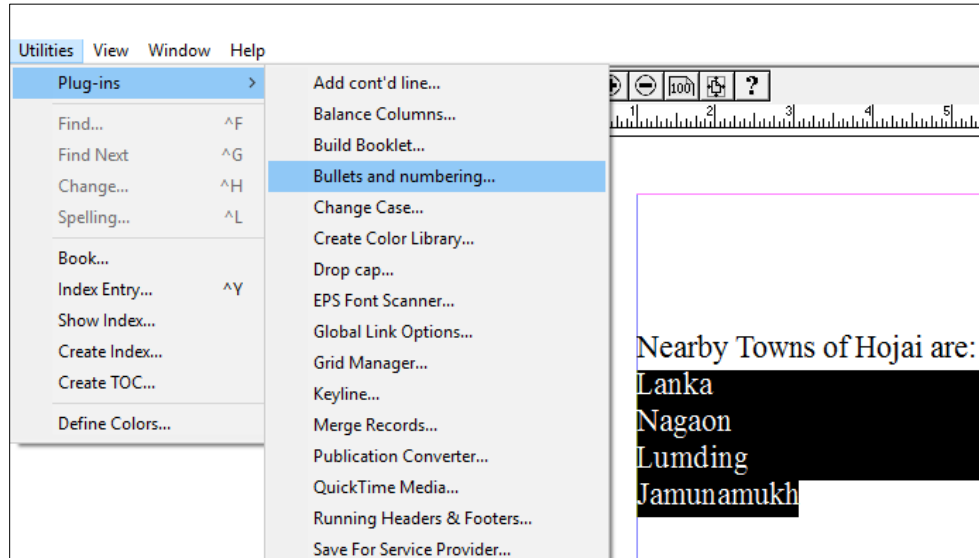 Utilities View Window Help
Plug-ins >
Find... ^F
Find Next ^G
Change... ^H
Spelling... ^L
Book...
Index Entry... ^Y
Show Index...
Create Index...
Create TOC...
Define Colors...
Add cont'd line...
Balance Columns...
Build Booklet...
Bullets and numbering...
Change Case...
Create Color Library...
Drop cap...
EPS Font Scanner...
Global Link Options...
Grid Manager...
Keyline...
Merge Records...
Publication Converter...
QuickTime Media...
Running Headers & Footers...
Save For Service Provider...
100 ?
1 2 3 4 5
Nearby Towns of Hojai are:
Lanka
Nagaon
Lumding
Jamunamukh